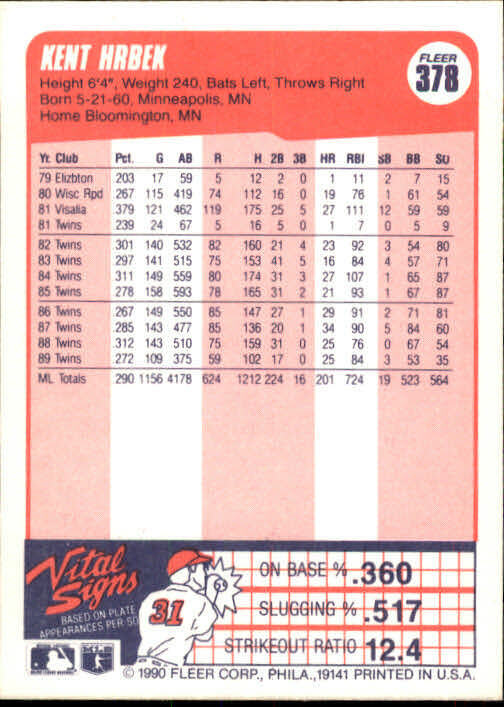 KENT HRBEK
FLEER
378
Height 6'4", Weight 240, Bats Left, Throws Right
Born 5-21-60, Minneapolis, MN
Home Bloomington, MN
Yr. Club Pct. G AB R H 2B 3B HR RBI SB BB SO
79 Elizbton 203 17 59 5 12 2 0 1 11 2 7 15
80 Wisc Rpd 267 115 419 74 112 16 0 19 76 1 61 54
81 Visalia 379 121 462 119 175 25 5 27 111 12 59 59
81 Twins 239 24 67 5 16 5 0 1 7 0 5 9
82 Twins 301 140 532 82 160 21 4 23 92 3 54 80
83 Twins 297 141 515 75 153 41 5 16 84 4 57 71
84 Twins 311 149 559 80 174 31 3 27 107 1 65 87
85 Twins 278 158 593 78 165 31 2 21 93 1 67 87
86 Twins 267 149 550 85 147 27 1 29 91 2 71 81
87 Twins 285 143 477 85 136 20 1 34 90 5 84 60
88 Twins 312 143 510 75 159 31 0 25 76 0 67 54
89 Twins 272 109 375 59 102 17 0 25 84 3 53 35
ML Totals 290 1156 4178 624 1212 224 16 201 724 19 523 564
Vital
Signs
BASED ON PLATE
APPEARANCES PER SO
31
ON BASE % .360
SLUGGING % .517
STRIKEOUT RATIO 12.4
© 1990 FLEER CORP., PHILA., 19141 PRINTED IN U.S.A.